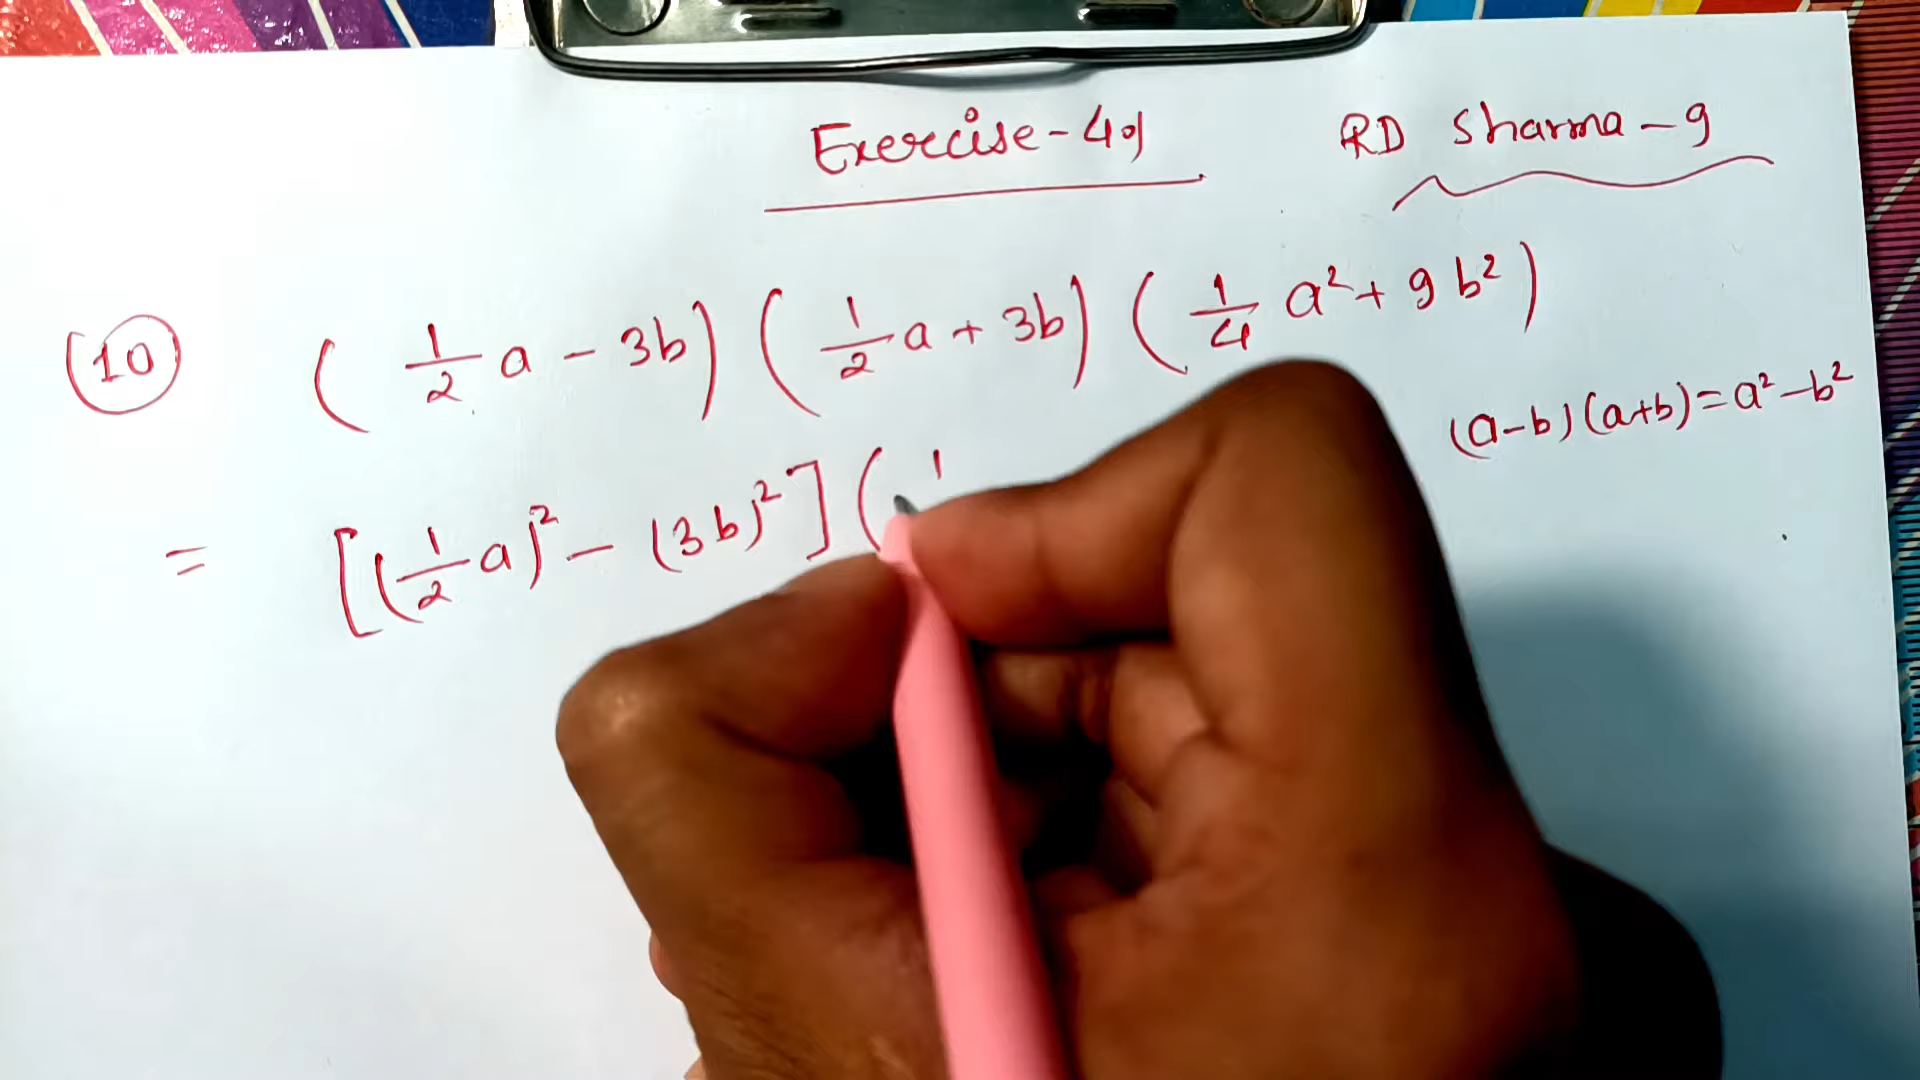 Exercise-4g
RD Sharma-9
(10) (1/2 a - 3b) (1/2 a + 3b) (1/4 a² + 9b²)
(a-b)(a+b)=a²-b²
= [(1/2 a)² - (3b)²] (1